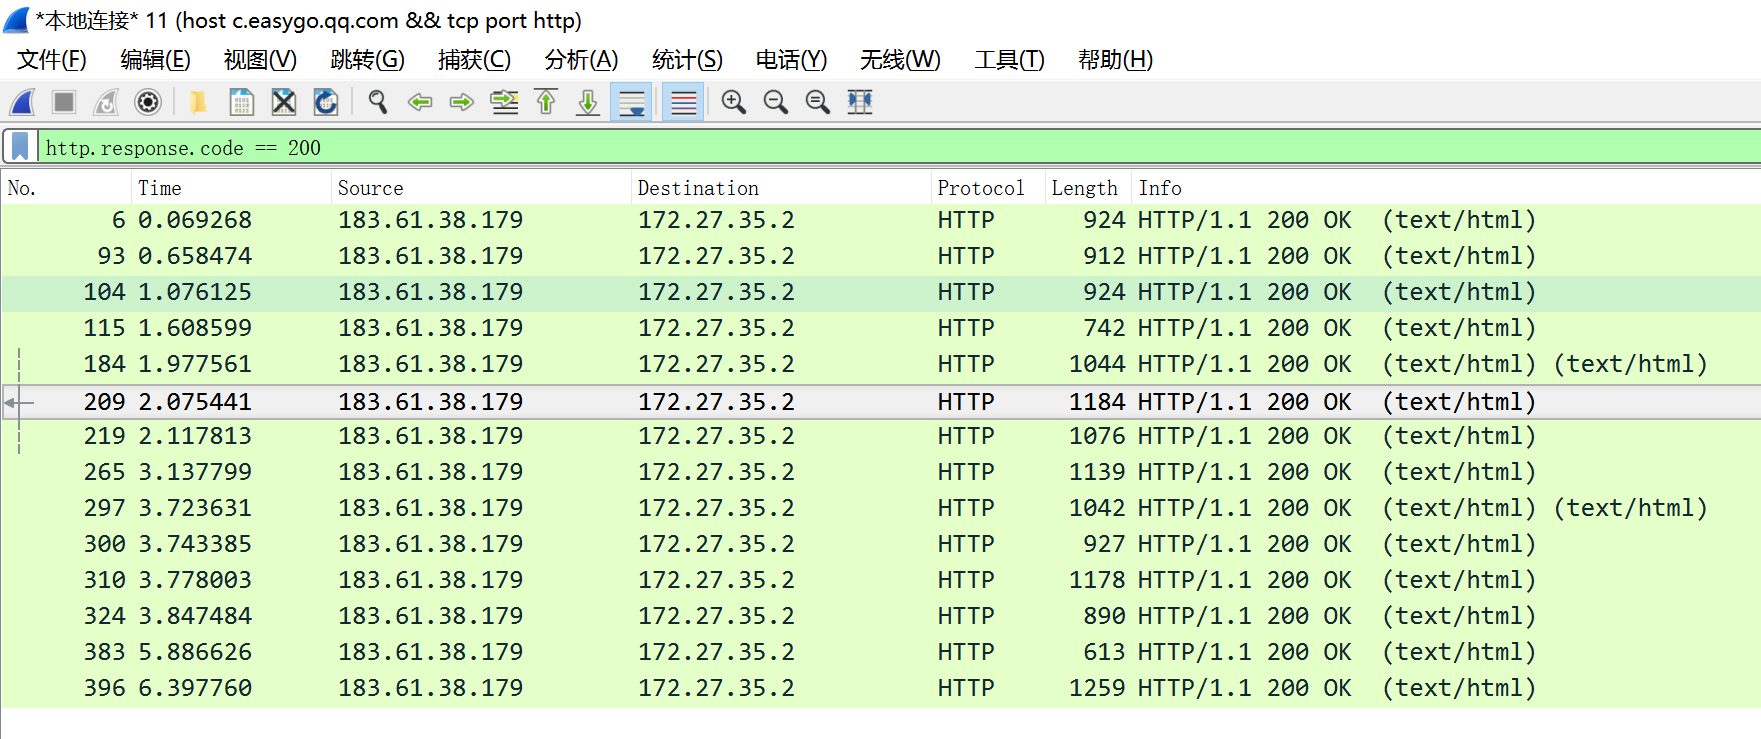 *本地连接* 11 (host c.easygo.qq.com && tcp port http)
文件(F) 编辑(E) 视图(V) 跳转(G) 捕获(C) 分析(A) 统计(S) 电话(Y) 无线(W) 工具(T) 帮助(H)
http.response.code == 200
No. Time Source Destination Protocol Length Info
6 0.069268 183.61.38.179 172.27.35.2 HTTP 924 HTTP/1.1 200 OK (text/html)
93 0.658474 183.61.38.179 172.27.35.2 HTTP 912 HTTP/1.1 200 OK (text/html)
104 1.076125 183.61.38.179 172.27.35.2 HTTP 924 HTTP/1.1 200 OK (text/html)
115 1.608599 183.61.38.179 172.27.35.2 HTTP 742 HTTP/1.1 200 OK (text/html)
184 1.977561 183.61.38.179 172.27.35.2 HTTP 1044 HTTP/1.1 200 OK (text/html) (text/html)
209 2.075441 183.61.38.179 172.27.35.2 HTTP 1184 HTTP/1.1 200 OK (text/html)
219 2.117813 183.61.38.179 172.27.35.2 HTTP 1076 HTTP/1.1 200 OK (text/html)
265 3.137799 183.61.38.179 172.27.35.2 HTTP 1139 HTTP/1.1 200 OK (text/html)
297 3.723631 183.61.38.179 172.27.35.2 HTTP 1042 HTTP/1.1 200 OK (text/html) (text/html)
300 3.743385 183.61.38.179 172.27.35.2 HTTP 927 HTTP/1.1 200 OK (text/html)
310 3.778003 183.61.38.179 172.27.35.2 HTTP 1178 HTTP/1.1 200 OK (text/html)
324 3.847484 183.61.38.179 172.27.35.2 HTTP 890 HTTP/1.1 200 OK (text/html)
383 5.886626 183.61.38.179 172.27.35.2 HTTP 613 HTTP/1.1 200 OK (text/html)
396 6.397760 183.61.38.179 172.27.35.2 HTTP 1259 HTTP/1.1 200 OK (text/html)